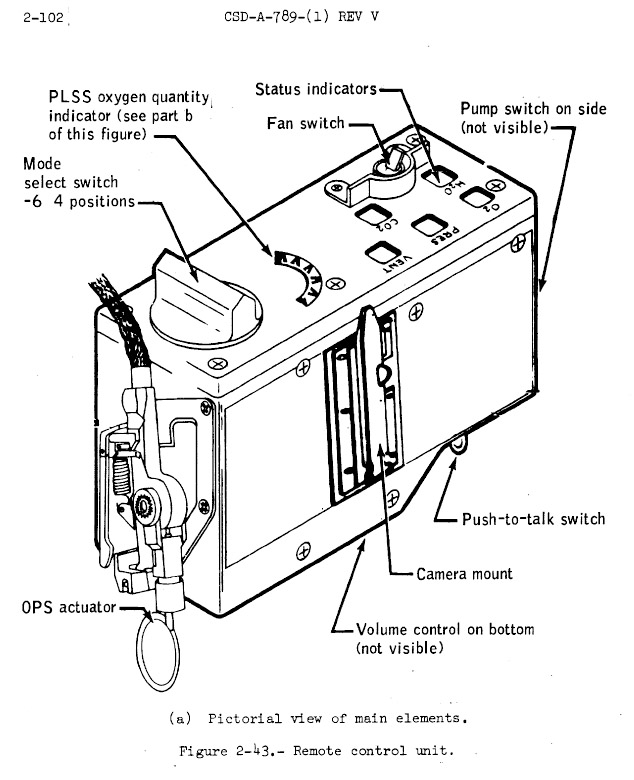 2-102
CSD-A-789-(1) REV V
Status indicators
PLSS oxygen quantity
indicator (see part b
of this figure)
Fan switch
Pump switch on side
(not visible)
Mode
select switch
-6 4 positions
H2O
O2
CO2
PRES
VENT
Push-to-talk switch
Camera mount
OPS actuator
Volume control on bottom
(not visible)
(a) Pictorial view of main elements.
Figure 2-43.- Remote control unit.